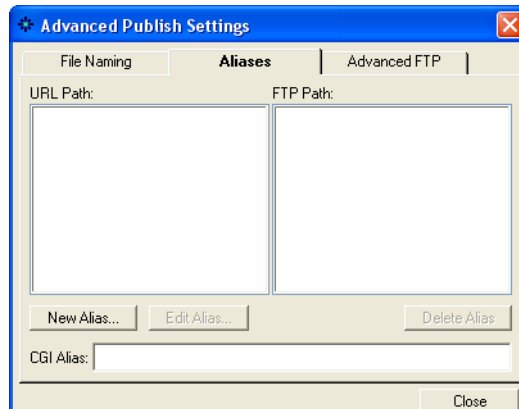 Advanced Publish Settings
File Naming Aliases Advanced FTP
URL Path: FTP Path:
New Alias... Edit Alias... Delete Alias
CGI Alias:
Close